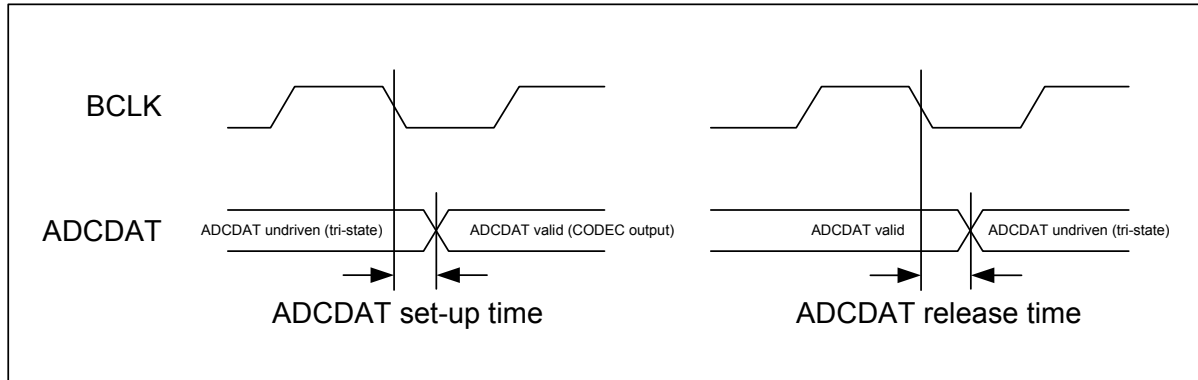 BCLK
ADCDAT
ADCDAT undriven (tri-state)
ADCDAT valid (CODEC output)
ADCDAT set-up time
ADCDAT valid
ADCDAT undriven (tri-state)
ADCDAT release time